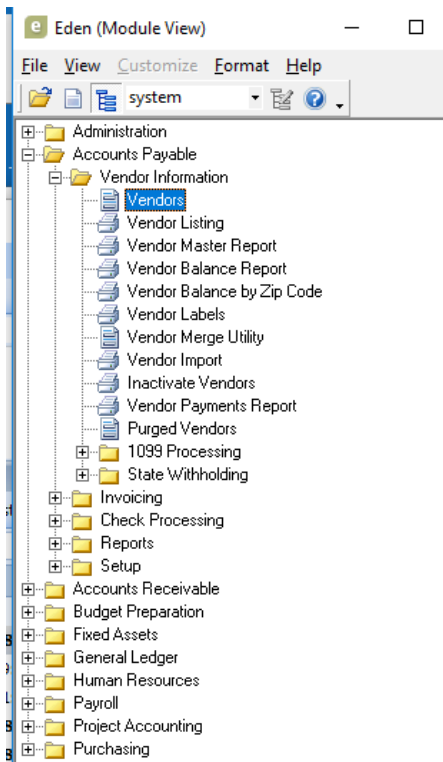 e Eden (Module View)
File View Customize Format Help
system
Administration
Accounts Payable
Vendor Information
Vendors
Vendor Listing
Vendor Master Report
Vendor Balance Report
Vendor Balance by Zip Code
Vendor Labels
Vendor Merge Utility
Vendor Import
Inactivate Vendors
Vendor Payments Report
Purged Vendors
1099 Processing
State Withholding
Invoicing
Check Processing
Reports
Setup
Accounts Receivable
Budget Preparation
Fixed Assets
General Ledger
Human Resources
Payroll
Project Accounting
Purchasing